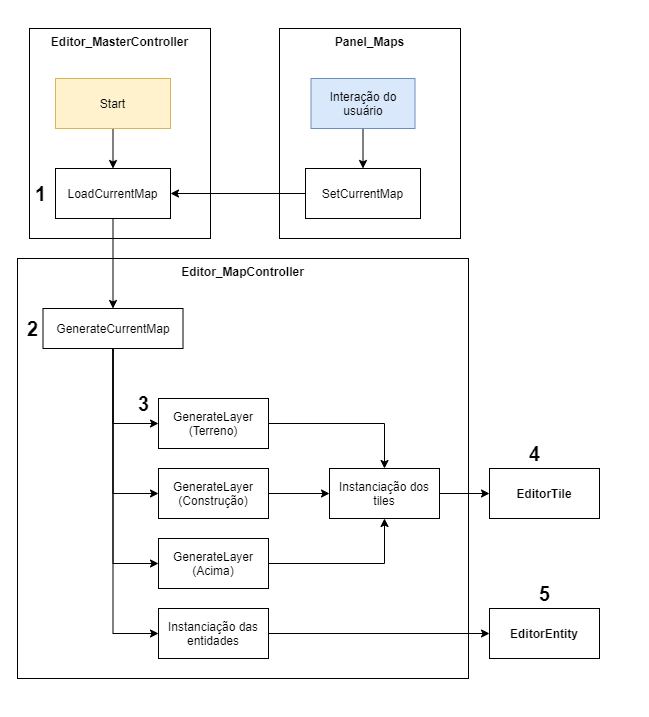 Editor_MasterController
Panel_Maps
Start
Interação do
usuário
1
LoadCurrentMap
SetCurrentMap
Editor_MapController
2
GenerateCurrentMap
3
GenerateLayer
(Terreno)
4
GenerateLayer
(Construção)
Instanciação dos
tiles
EditorTile
GenerateLayer
(Acima)
5
Instanciação das
entidades
EditorEntity